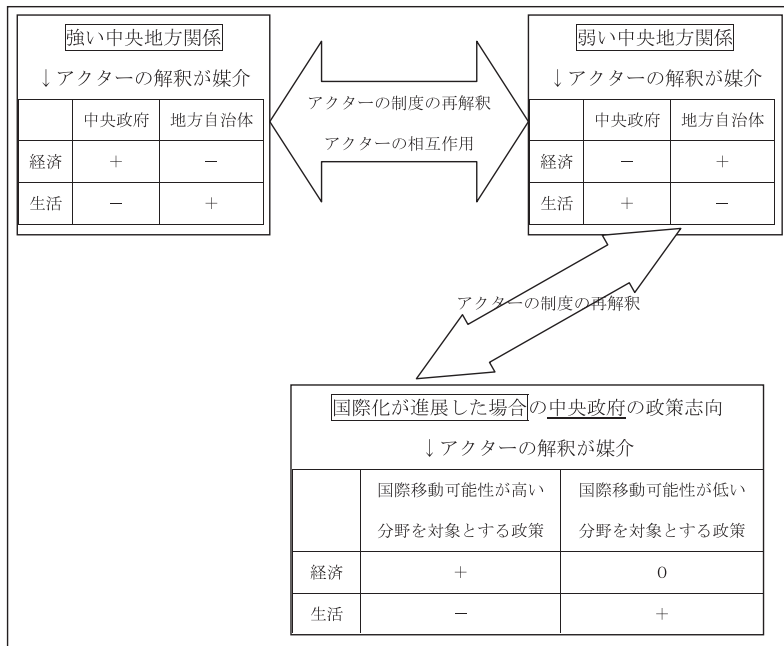 強い中央地方関係
↓アクターの解釈が媒介
中央政府 地方自治体
経済 + −
生活 − +
アクターの制度の再解釈
アクターの相互作用
弱い中央地方関係
↓アクターの解釈が媒介
中央政府 地方自治体
経済 − +
生活 + −
アクターの制度の再解釈
国際化が進展した場合の中央政府の政策志向
↓アクターの解釈が媒介
国際移動可能性が高い 国際移動可能性が低い
分野を対象とする政策 分野を対象とする政策
経済 + 0
生活 − +